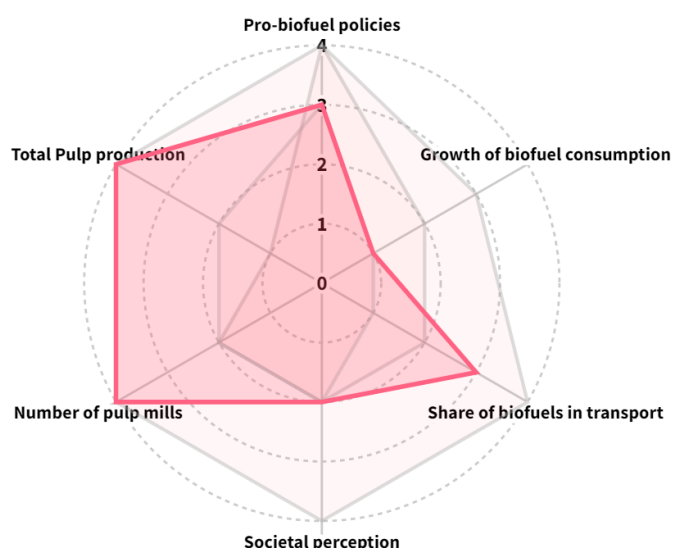 Pro-biofuel policies
4
3
Total Pulp production
2
Growth of biofuel consumption
1
0
Number of pulp mills
Share of biofuels in transport
Societal perception